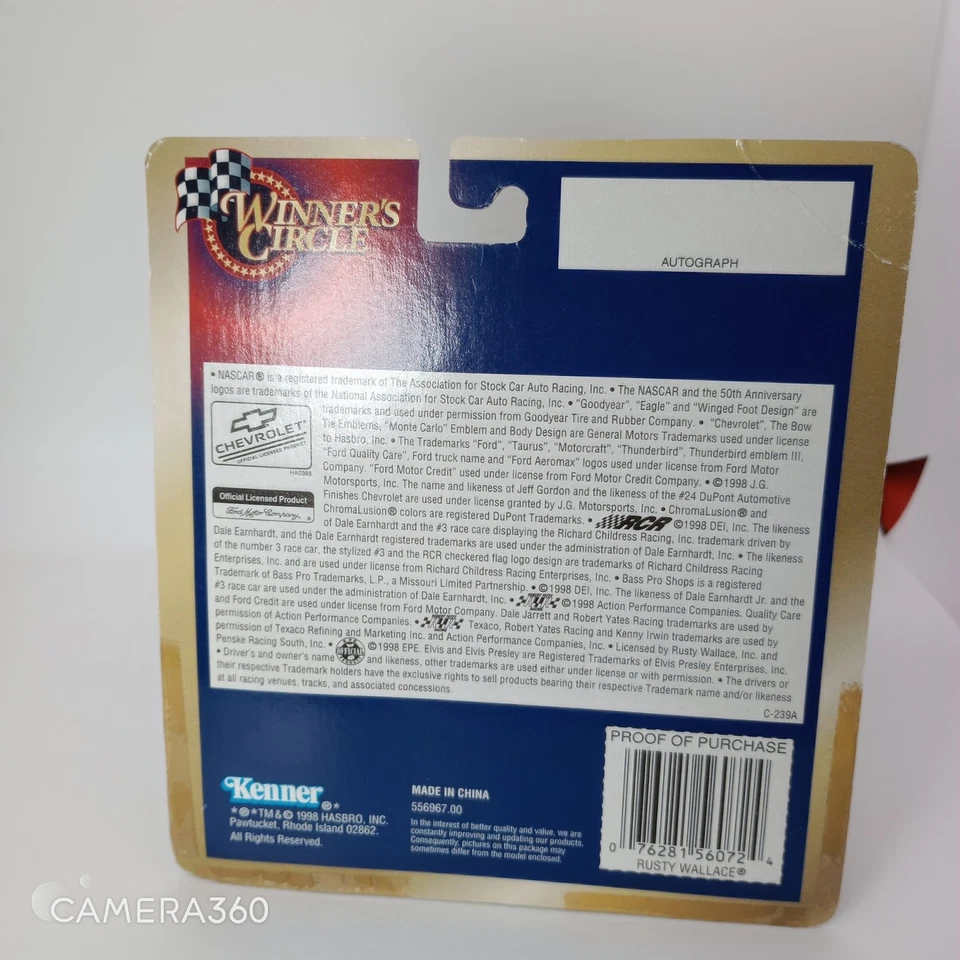 WINNER'S
CIRCLE
AUTOGRAPH
• NASCAR® is a registered trademark of The Association for Stock Car Auto Racing, Inc. • The NASCAR and the 50th Anniversary
logos are trademarks of the National Association for Stock Car Auto Racing, Inc. • "Goodyear", "Eagle" and "Winged Foot Design" are
trademarks and used under permission from Goodyear Tire and Rubber Company. • "Chevrolet", The Bow
Tie Emblems, "Monte Carlo" Emblem and Body Design are General Motors Trademarks used under license
to Hasbro, Inc. • The Trademarks "Ford", "Taurus", "Motorcraft", "Thunderbird", Thunderbird emblem III,
"Ford Quality Care", Ford truck name and "Ford Aeromax" logos used under license from Ford Motor
Company. "Ford Motor Credit" used under license from Ford Motor Credit Company. • ©1998 J.G.
Motorsports, Inc. The name and likeness of Jeff Gordon and the likeness of the #24 DuPont Automotive
Finishes Chevrolet are used under license granted by J.G. Motorsports, Inc. • ChromaLusion® and
ChromaLusion® colors are registered DuPont Trademarks. • RCR ©1998 DEI, Inc. The likeness
of Dale Earnhardt and the #3 race care displaying the Richard Childress Racing, Inc. trademark driven by
Dale Earnhardt, and the Dale Earnhardt registered trademarks are used under the administration of Dale Earnhardt, Inc. • The likeness
of the number 3 race car, the stylized #3 and the RCR checkered flag logo design are trademarks of Richard Childress Racing
Enterprises, Inc. and are used under license from Richard Childress Racing Enterprises, Inc. • Bass Pro Shops is a registered
Trademark of Bass Pro Trademarks, L.P., a Missouri Limited Partnership. • ©1998 DEI, Inc. The likeness of Dale Earnhardt Jr. and the
#3 race car are used under the administration of Dale Earnhardt, Inc. • ©1998 Action Performance Companies. Quality Care
and Ford Credit are used under license from Ford Motor Company. Dale Jarrett and Robert Yates Racing trademarks are used by
permission of Action Performance Companies. • Texaco, Robert Yates Racing and Kenny Irwin trademarks are used by
permission of Texaco Refining and Marketing Inc. and Action Performance Companies, Inc. • Licensed by Rusty Wallace, Inc. and
Penske Racing South, Inc. • OFFICIAL ©1998 EPE. Elvis and Elvis Presley are Registered Trademarks of Elvis Presley Enterprises, Inc.
• Driver's and owner's name and likeness, other trademarks are used either under license or with permission. • The drivers or
their respective Trademark holders have the exclusive rights to sell products bearing their respective Trademark name and/or likeness
at all racing venues, tracks, and associated concessions.
C-239A
CHEVROLET
OFFICIAL LICENSED PRODUCT
HA0368
Official Licensed Product
Ford Motor Company ®
Kenner ®*
*®*TM & © 1998 HASBRO, INC.
Pawtucket, Rhode Island 02862.
All Rights Reserved.
MADE IN CHINA
556967.00
In the interest of better quality and value, we are
constantly improving and updating our products.
Consequently, pictures on this package may
sometimes differ from the model enclosed.
PROOF OF PURCHASE
0 76281 56072 4
RUSTY WALLACE®
CAMERA360